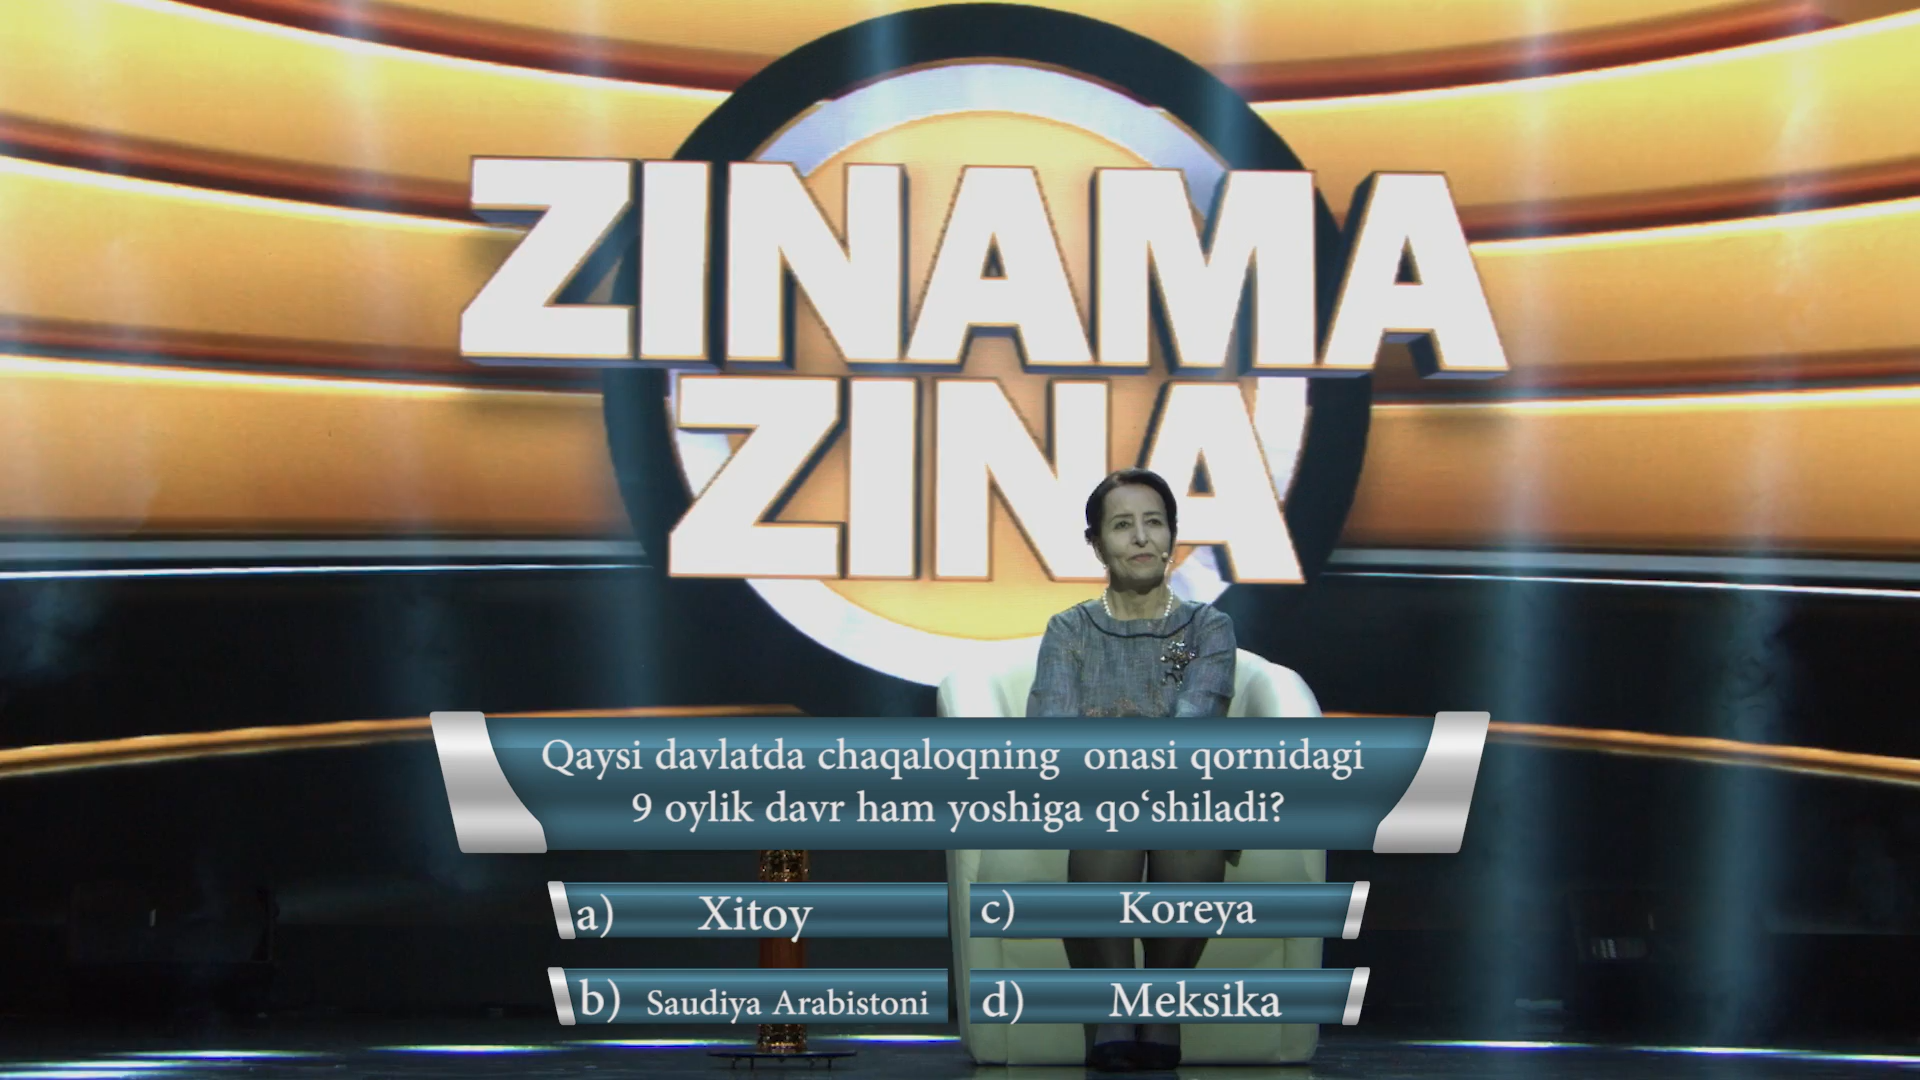 ZINAMA
ZINA
Qaysi davlatda chaqaloqning onasi qornidagi
9 oylik davr ham yoshiga qo‘shiladi?
a) Xitoy
c) Koreya
b) Saudiya Arabistoni
d) Meksika